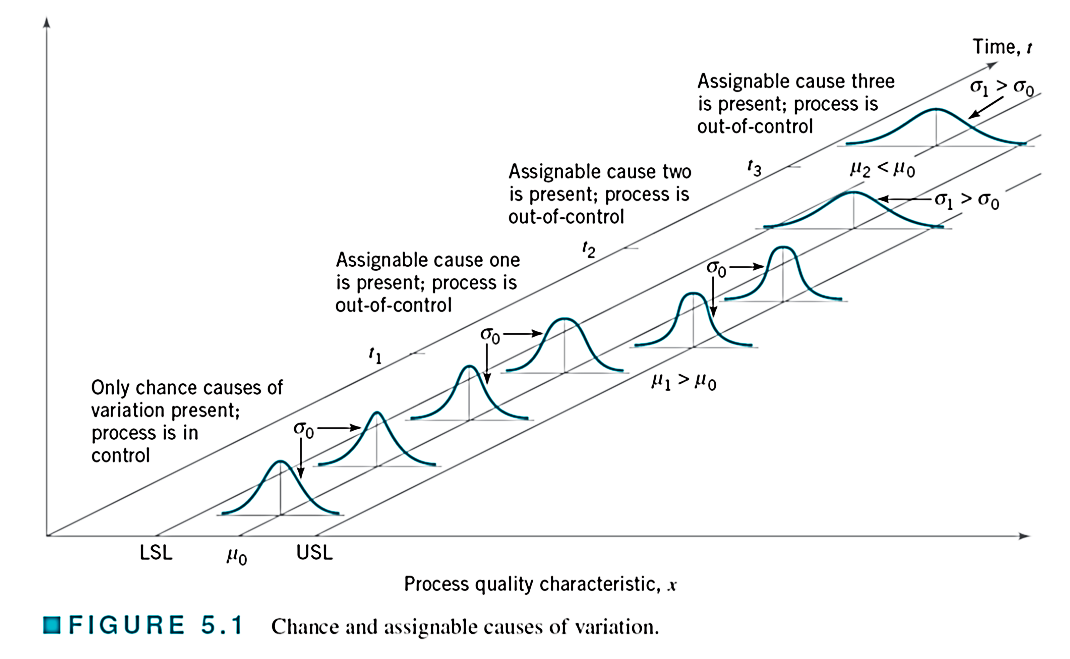 Time, t
Assignable cause three
is present; process is
out-of-control
σ1 > σ0
t3
μ2 < μ0
Assignable cause two
is present; process is
out-of-control
σ1 > σ0
t2
Assignable cause one
is present; process is
out-of-control
σ0
σ0
t1
μ1 > μ0
Only chance causes of
variation present;
process is in
control
σ0
LSL
μ0
USL
Process quality characteristic, x
FIGURE 5.1 Chance and assignable causes of variation.